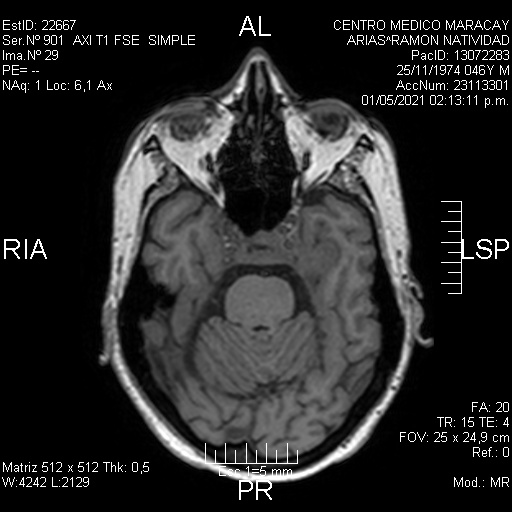 EstID: 22667
Ser.Nº 901 AXI T1 FSE SIMPLE
Ima.Nº 29
PE= --
NAq: 1 Loc: 6,1 Ax
AL
CENTRO MEDICO MARACAY
ARIAS^RAMON NATIVIDAD
PacID: 13072283
25/11/1974 046Y M
AccNum: 23113301
01/05/2021 02:13:11 p.m.
RIA
LSP
FA: 20
TR: 15 TE: 4
FOV: 25 x 24,9 cm
Ref.: 0
Mod.: MR
Matriz 512 x 512 Thk: 0,5
W:4242 L:2129
Esc 1=5 mm
PR